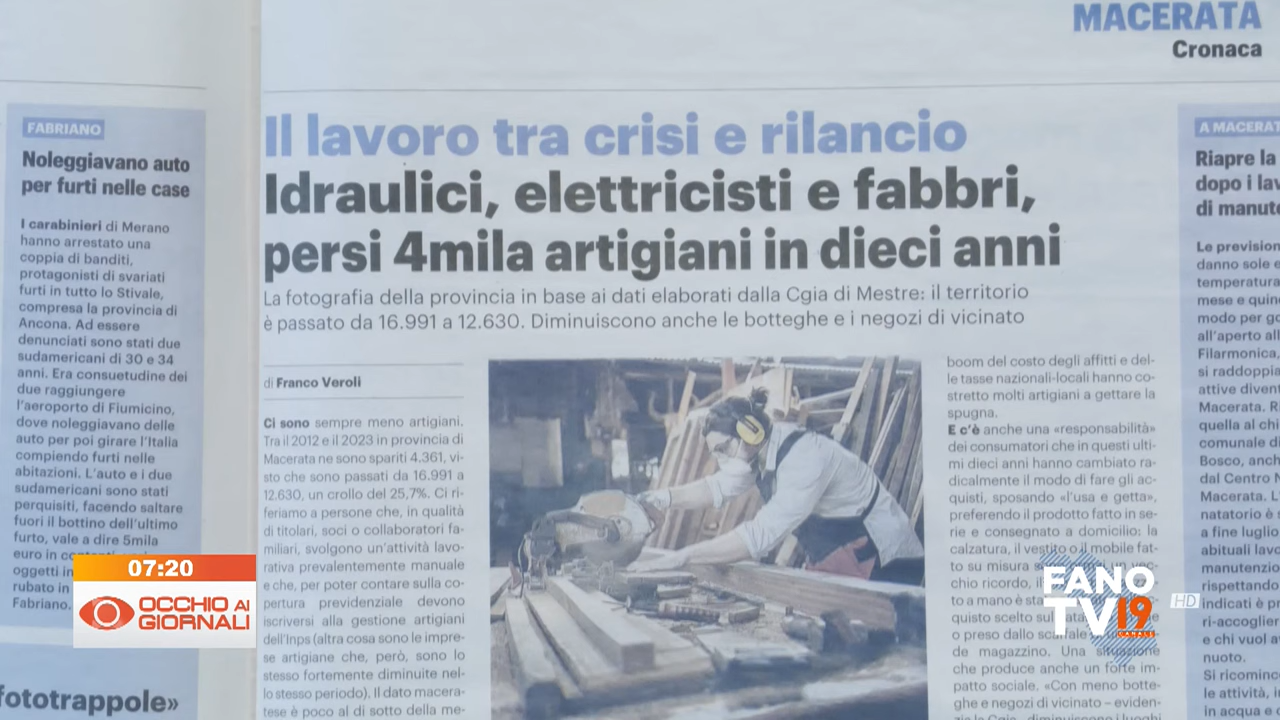 MACERATA
Cronaca
FABRIANO
Noleggiavano auto
per furti nelle case
I carabinieri di Merano
hanno arrestato una
coppia di banditi,
protagonisti di svariati
furti in tutto lo Stivale,
compresa la provincia di
Ancona. Ad essere
denunciati sono stati due
sudamericani di 30 e 34
anni. Era consuetudine dei
due raggiungere
l'aeroporto di Fiumicino,
dove noleggiavano delle
auto per poi girare l'Italia
compiendo furti nelle
abitazioni. L'auto e i due
sudamericani sono stati
perquisiti, facendo saltare
fuori il bottino dell'ultimo
furto, vale a dire 5mila
euro in
oggetti in
rubato in
Fabriano.
fototrappole»
Il lavoro tra crisi e rilancio
Idraulici, elettricisti e fabbri,
persi 4mila artigiani in dieci anni
La fotografia della provincia in base ai dati elaborati dalla Cgia di Mestre: il territorio
è passato da 16.991 a 12.630. Diminuiscono anche le botteghe e i negozi di vicinato
di Franco Veroli
Ci sono sempre meno artigiani.
Tra il 2012 e il 2023 in provincia di
Macerata ne sono spariti 4.361, vi-
sto che sono passati da 16.991 a
12.630, un crollo del 25,7%. Ci ri-
feriamo a persone che, in qualità
di titolari, soci o collaboratori fa-
miliari, svolgono un'attività lavo-
rativa prevalentemente manuale
e che, per poter contare sulla co-
pertura previdenziale devono
iscriversi alla gestione artigiani
dell'Inps (altra cosa sono le impre-
se artigiane che, però, sono lo
stesso fortemente diminuite nel-
lo stesso periodo). Il dato macera-
tese è poco al di sotto della me-
boom del costo degli affitti e del-
le tasse nazionali-locali hanno co-
stretto molti artigiani a gettare la
spugna.
E c'è anche una «responsabilità»
dei consumatori che in questi ulti-
mi dieci anni hanno cambiato ra-
dicalmente il modo di fare gli ac-
quisti, sposando «l'usa e getta»,
preferendo il prodotto fatto in se-
rie e consegnato a domicilio: la
calzatura, il vestito o il mobile fat-
to su misura
chio ricordo, il
to a mano è
quisto scelto
o preso dallo scaffale
de magazzino. Una situazione
che produce anche un forte im-
patto sociale. «Con meno botte-
ghe e negozi di vicinato – eviden-
zia la Cgia – diminuiscono i luoghi
A MACERAT
Riapre la
dopo i lav
di manute
Le prevision
danno sole e
temperatura
mese e quin
modo per go
all'aperto all
Filarmonica,
si raddoppia
attive divent
Macerata. R
quella al chi
comunale di
Bosco, anch
dal Centro N
Macerata. L
natatorio è
a fine luglio
abituali lavo
manutenzio
rispettando
indicati è pr
ri-accoglier
e chi vuol a
nuoto.
Si ricominc
le attività, i
in acqua e
07:20
OCCHIO AI
GIORNALI
FANO
TV19
CANALE
HD